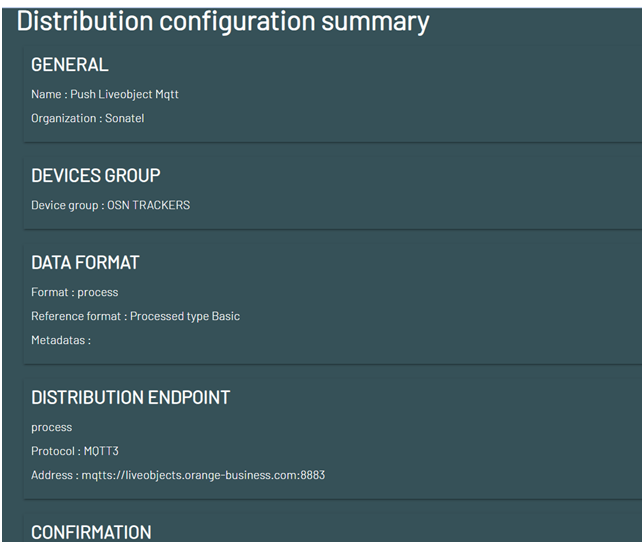 Distribution configuration summary
GENERAL
Name : Push Liveobject Mqtt
Organization : Sonatel
DEVICES GROUP
Device group : OSN TRACKERS
DATA FORMAT
Format : process
Reference format : Processed type Basic
Metadatas :
DISTRIBUTION ENDPOINT
process
Protocol : MQTT3
Address : mqtts://liveobjects.orange-business.com:8883
CONFIRMATION